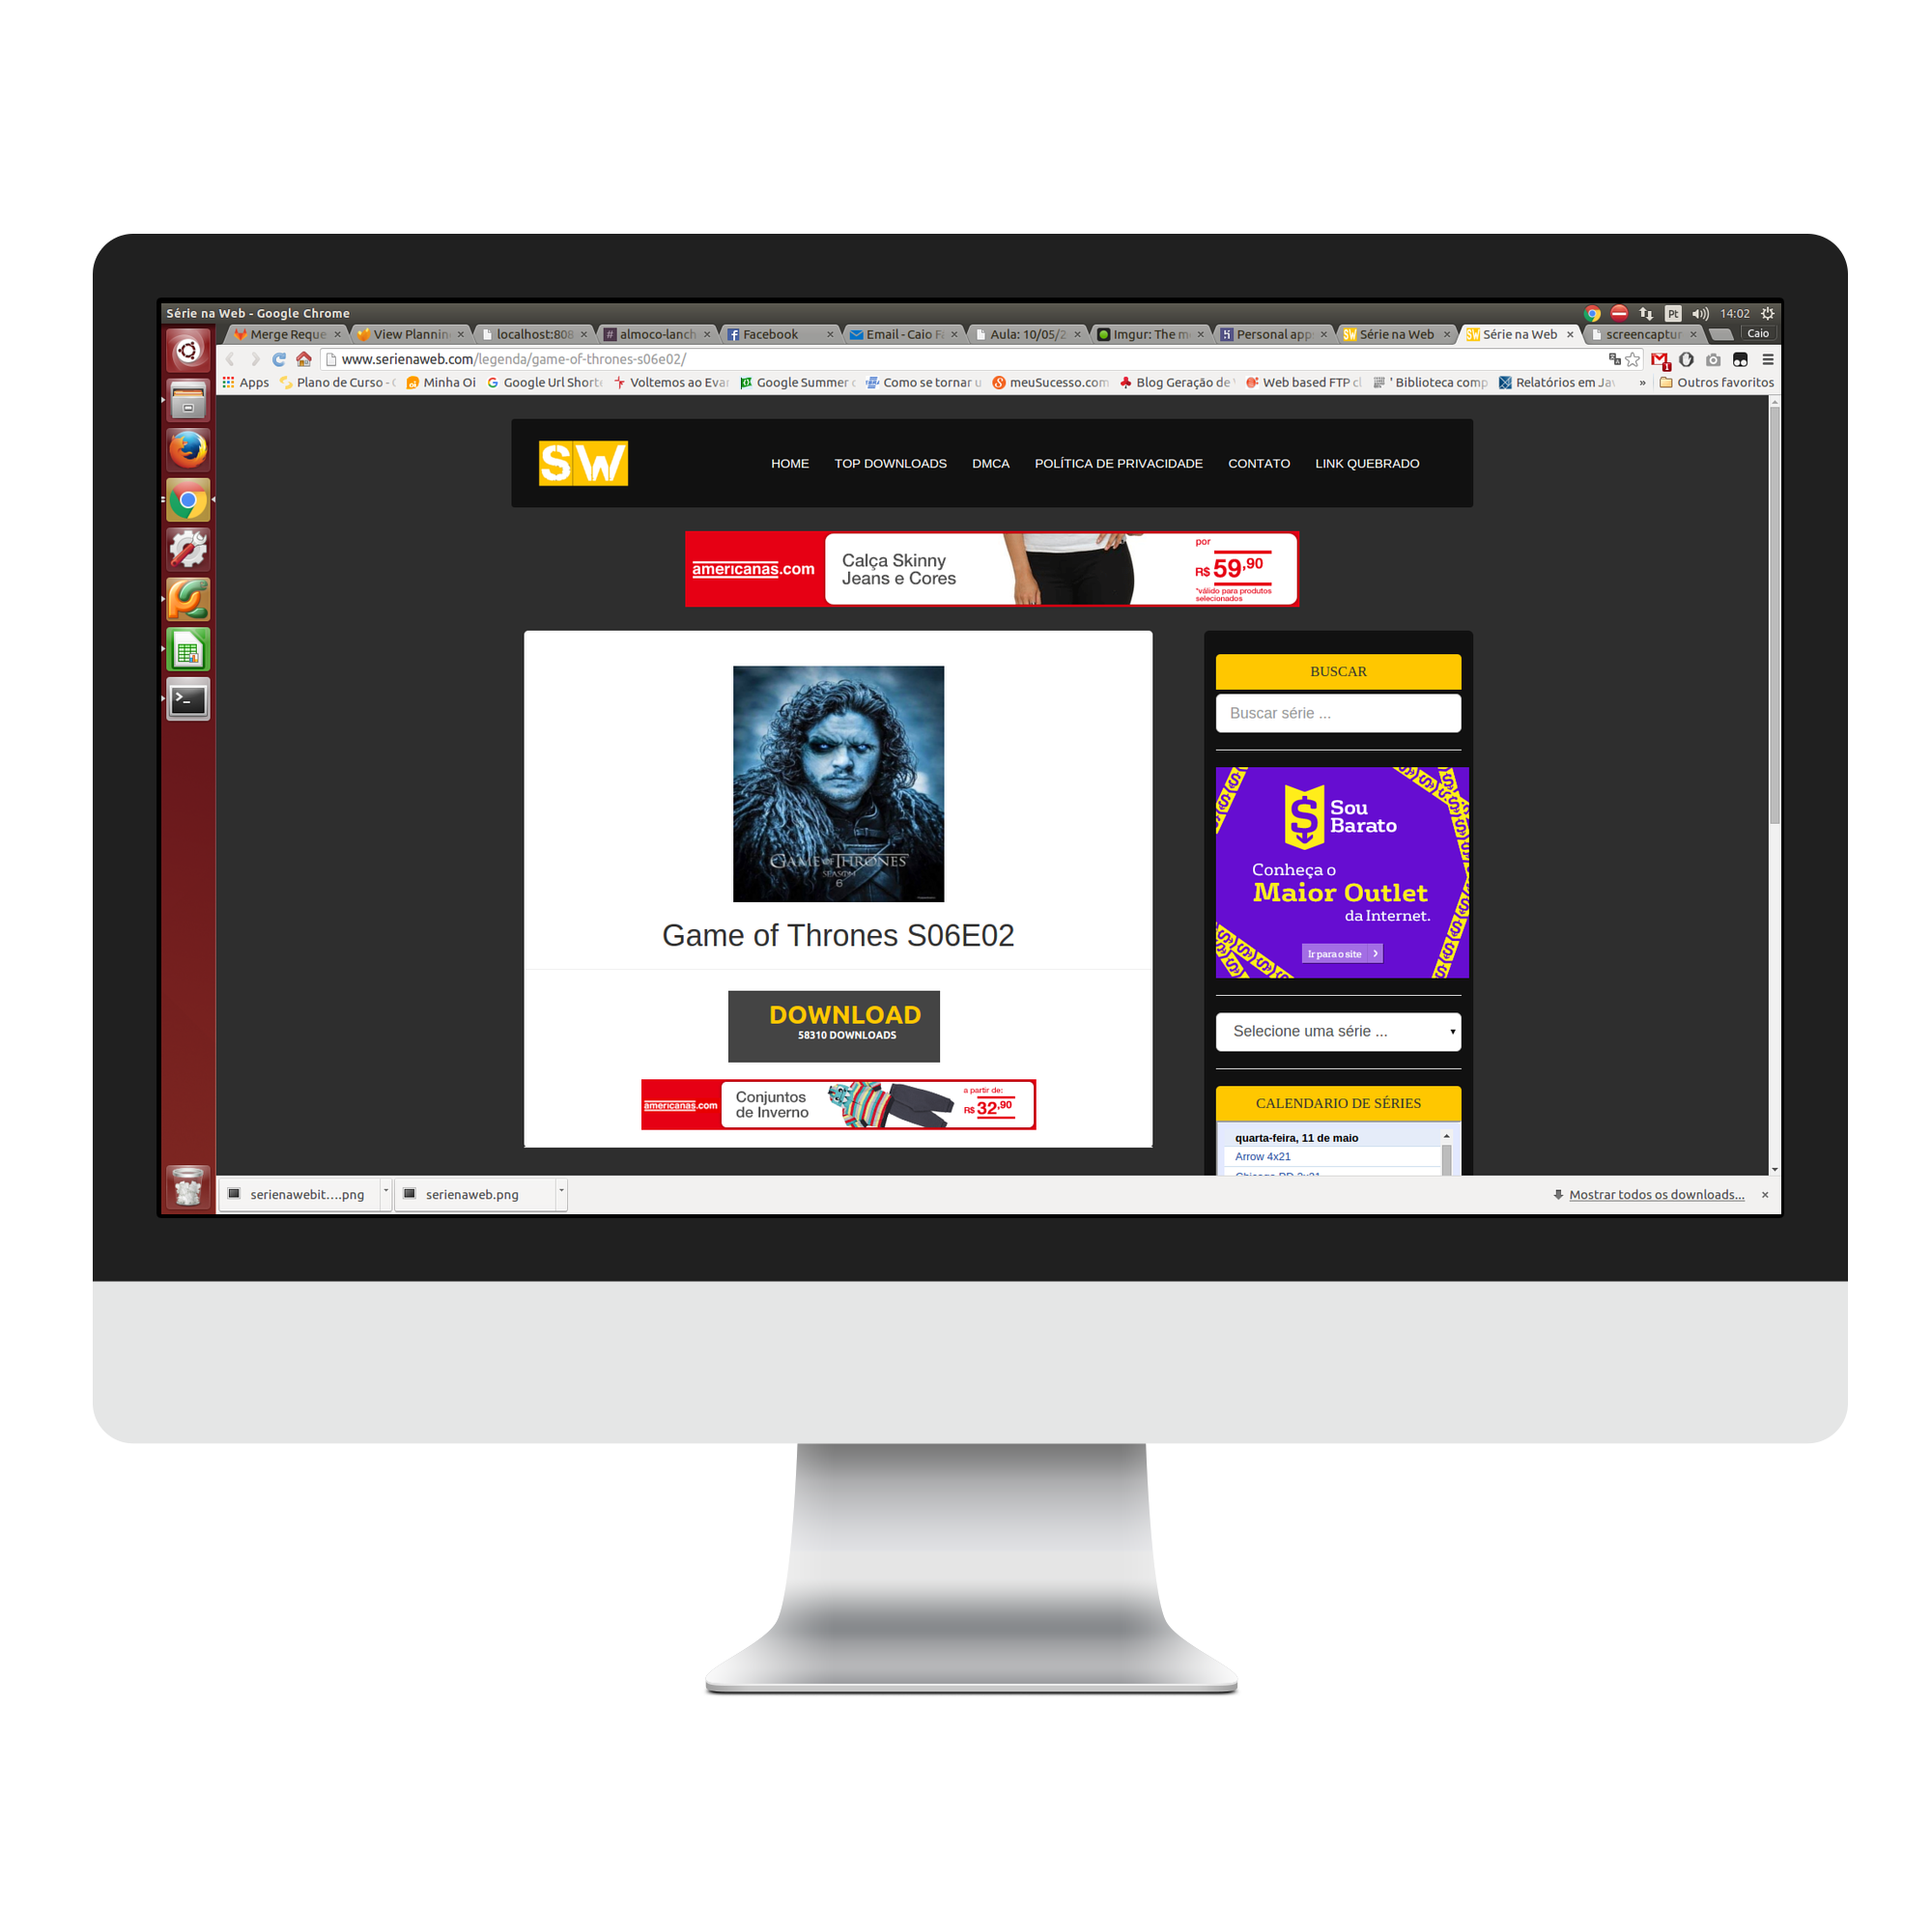 Série na Web - Google Chrome
Pt
14:02
Merge Reque
View Plannin
localhost:808
almoco-lanch
Facebook
Email - Caio Fa
Aula: 10/05/2
Imgur: The m
Personal app
Série na Web
Série na Web
screencaptur
Caio
www.serienaweb.com/legenda/game-of-thrones-s06e02/
Apps
Plano de Curso - (
Minha Oi
Google Url Shorte
Voltemos ao Evan
Google Summer
Como se tornar u
meuSucesso.com
Blog Geração de
Web based FTP cl
' Biblioteca comp
Relatórios em Jav
»
Outros favoritos
SW
HOME
TOP DOWNLOADS
DMCA
POLÍTICA DE PRIVACIDADE
CONTATO
LINK QUEBRADO
americanas.com
Calça Skinny
Jeans e Cores
por
R$ 59,90
*válido para produtos
selecionados
GAME OF THRONES
SEASON
6
Game of Thrones S06E02
DOWNLOAD
58310 DOWNLOADS
americanas.com
Conjuntos
de Inverno
a partir de:
R$ 32,90
BUSCAR
Buscar série ...
Sou
Barato
Conheça o
Maior Outlet
da Internet.
Ir para o site
Selecione uma série ...
CALENDARIO DE SÉRIES
quarta-feira, 11 de maio
Arrow 4x21
serienawebit....png
serienaweb.png
Mostrar todos os downloads...